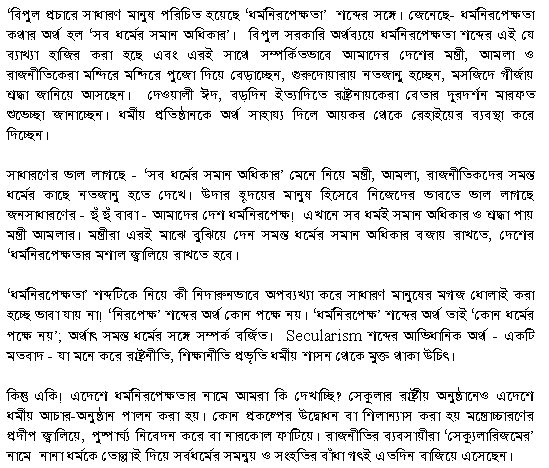 ‘বিপুল প্রচারে সাধারণ মানুষ পরিচিত হয়েছে ‘ধর্মনিরপেক্ষতা’ শব্দের সঙ্গে। জেনেছে- ধর্মনিরপেক্ষতা
কথার অর্থ হল ‘সব ধর্মের সমান অধিকার’। বিপুল সরকারি অর্থব্যয়ে ধর্মনিরপেক্ষতা শব্দের এই যে
ব্যাখ্যা হাজির করা হছে এবং এরই সাথে সম্পর্কিতভাবে আমাদের দেশের মন্ত্রী, আমলা ও
রাজনীতিকেরা মন্দিরে মন্দিরে পুজো দিয়ে বেড়াচ্ছেন, গুরুদোয়ারায় নতজানু হচ্ছেন, মসজিদে গীর্জায়
শ্রদ্ধা জানিয়ে আসছেন। দেওয়ালী ঈদ, বড়দিন ইত্যাদিতে রাষ্ট্রনায়কেরা বেতার দুরদর্শন মারফত
শুভেচ্ছা জানাচ্ছেন। ধর্মীয় প্রতিষ্ঠানকে অর্থ সাহায্য দিলে আয়কর থেকে রেহাইয়ের ব্যবস্থা করে
দিচ্ছেন।
সাধারণের ভাল লাগছে - ‘সব ধর্মের সমান অধিকার’ মেনে নিয়ে মন্ত্রী, আমলা, রাজনীতিকদের সমস্ত
ধর্মের কাছে নতজানু হতে দেখে। উদার হৃদয়ের মানুষ হিসেবে নিজেদের ভাবতে ভাল লাগছে
জনসাধারণের - হুঁ হুঁ বাবা - আমাদের দেশ ধর্মনিরপেক্ষ। এখানে সব ধর্মই সমান অধিকার ও শ্রদ্ধা পায়
মন্ত্রী আমলার। মন্ত্রীরা এরই মাঝে বুঝিয়ে দেন সমস্ত ধর্মের সমান অধিকার বজায় রাখতে, দেশের
‘ধর্মনিরপেক্ষতার মশাল জ্বালিয়ে রাখতে হবে।
‘ধর্মনিরপেক্ষতা’ শব্দটিকে নিয়ে কী নিদারুনভাবে অপব্যখ্যা করে সাধারণ মানুষের মগজ ধোলাই করা
হচ্ছে ভাবা যায় না! ‘নিরপেক্ষ’ শব্দের অর্থ কোন পক্ষে নয়। ‘ধর্মনিরপেক্ষ’ শব্দের অর্থ তাই ‘কোন ধর্মের
পক্ষে নয়’; অর্থাৎ সমস্ত ধর্মের সঙ্গে সম্পর্ক বর্জিত। Secularism শব্দের আভিধানিক অর্থ - একটি
মতবাদ - যা মনে করে রাষ্ট্রনীতি, শিক্ষানীতি প্রভৃতি ধর্মীয় শাসন থেকে মুক্ত থাকা উচিৎ।
কিন্তু একি! এদেশে ধর্মনিরপেক্ষতার নামে আমরা কি দেখাছি? সেকুলার রাষ্ট্রীয় অনুষ্ঠানেও এদেশে
ধর্মীয় আচার-অনুষ্ঠান পালন করা হয়। কোন প্রকল্পের উদ্বোধন বা শিলান্যাস করা হয় মন্ত্রোচ্চারণের
প্রদীপ জ্বালিয়ে, পুস্পার্ঘ্য নিবেদন করে বা নারকোল ফাটিয়ে। রাজনীতির ব্যবসায়ীরা ‘সেক্যুলারিজমের’
নামে নানা ধর্মকে তোল্লাই দিয়ে সর্বধর্মের সমন্বয় ও সংহতির বাঁধা গৎই এতদিন বাজিয়ে এসেছেন।